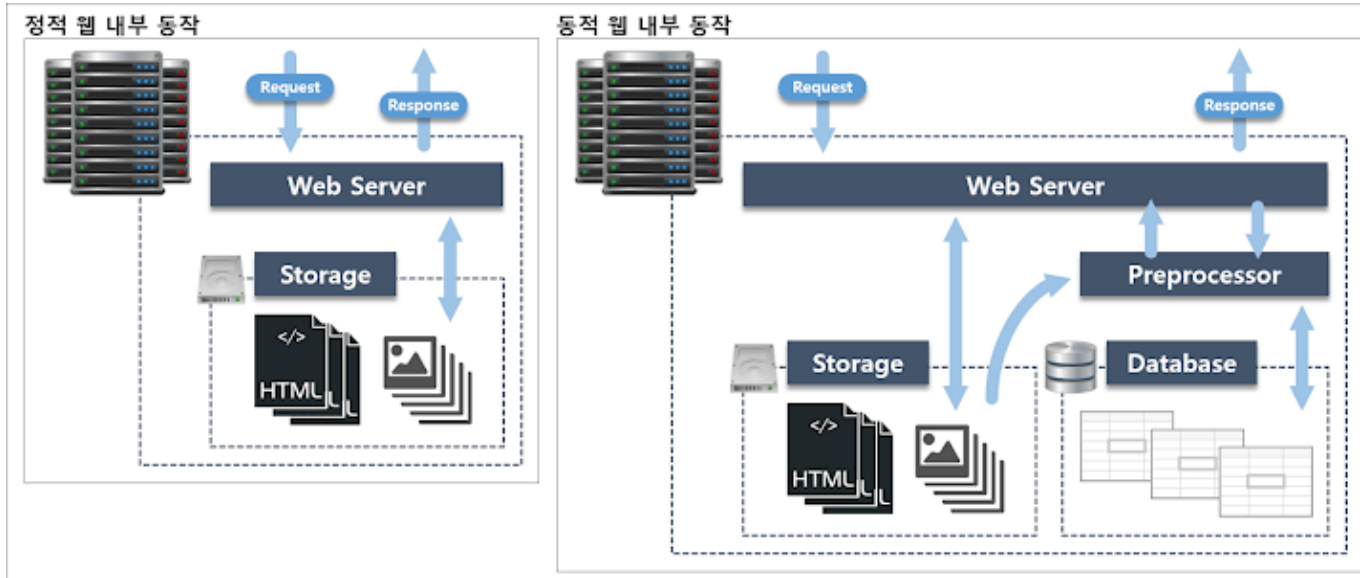 정적 웹 내부 동작
Request
Response
Web Server
Storage
</>
HTML
동적 웹 내부 동작
Request
Response
Web Server
Preprocessor
Storage
Database
</>
HTML